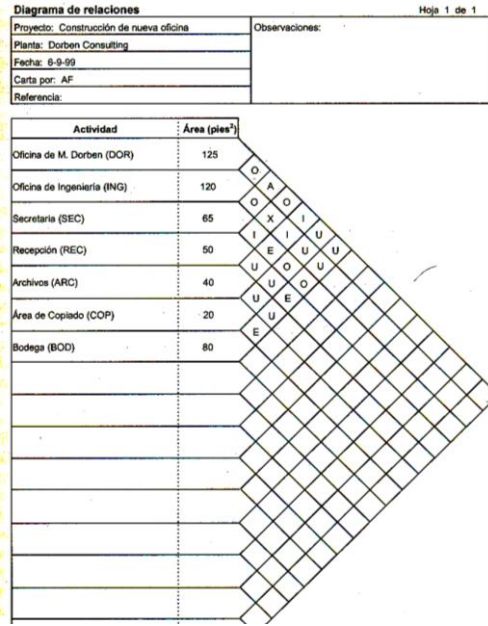 Diagrama de relaciones Hoja 1 de 1
Proyecto: Construcción de nueva oficina
Observaciones:
Planta: Dorben Consulting
Fecha: 6-9-99
Carta por: AF
Referencia:
Actividad Área (pies²)
Oficina de M. Dorben (DOR) 125
O
Oficina de Ingeniería (ING) 120 A
O O
Secretaria (SEC) 65 X I
I I U
Recepción (REC) 50 E U U
U O U
Archivos (ARC) 40 U O
U E
Área de Copiado (COP) 20 U
E
Bodega (BOD) 80